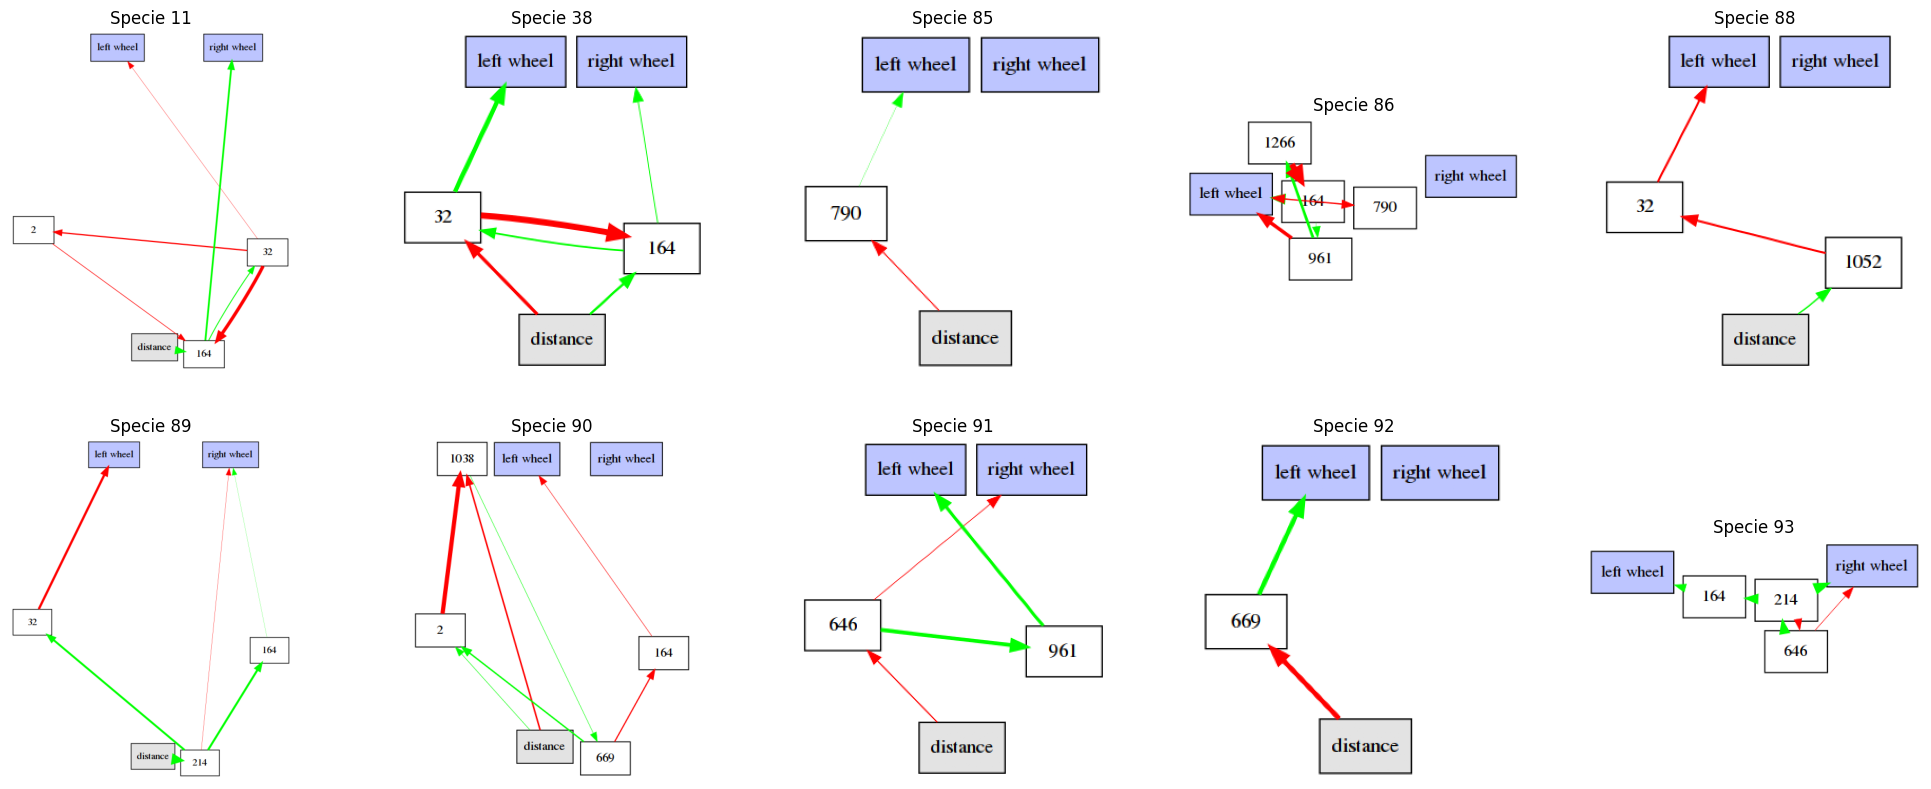 Specie 11
left wheel
right wheel
2
32
distance
164
Specie 38
left wheel
right wheel
32
164
distance
Specie 85
left wheel
right wheel
790
distance
Specie 86
1266
left wheel
right wheel
164
790
961
Specie 88
left wheel
right wheel
32
1052
distance
Specie 89
left wheel
right wheel
32
164
distance
214
Specie 90
1038
left wheel
right wheel
2
164
distance
669
Specie 91
left wheel
right wheel
646
961
distance
Specie 92
left wheel
right wheel
669
distance
Specie 93
left wheel
right wheel
164
214
646